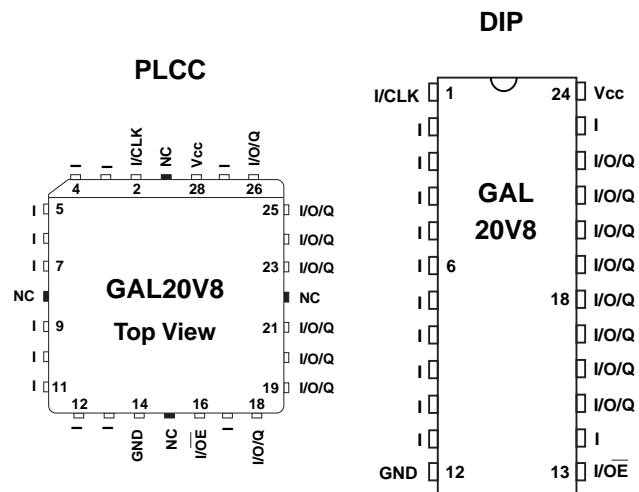 PLCC
I I I/CLK NC Vcc I I/O/Q
4 2 28 26
I 5 25 I/O/Q
I I/O/Q
I 7 23 I/O/Q
NC GAL20V8 NC
I 9 Top View 21 I/O/Q
I I/O/Q
I 11 19 I/O/Q
12 14 16 18
I I GND NC I/O̅E̅ I I/O/Q
DIP
I/CLK 1 24 Vcc
I I
I I/O/Q
I GAL I/O/Q
I 20V8 I/O/Q
I 6 I/O/Q
I 18 I/O/Q
I I/O/Q
I I/O/Q
I I/O/Q
I I
GND 12 13 I/O̅E̅